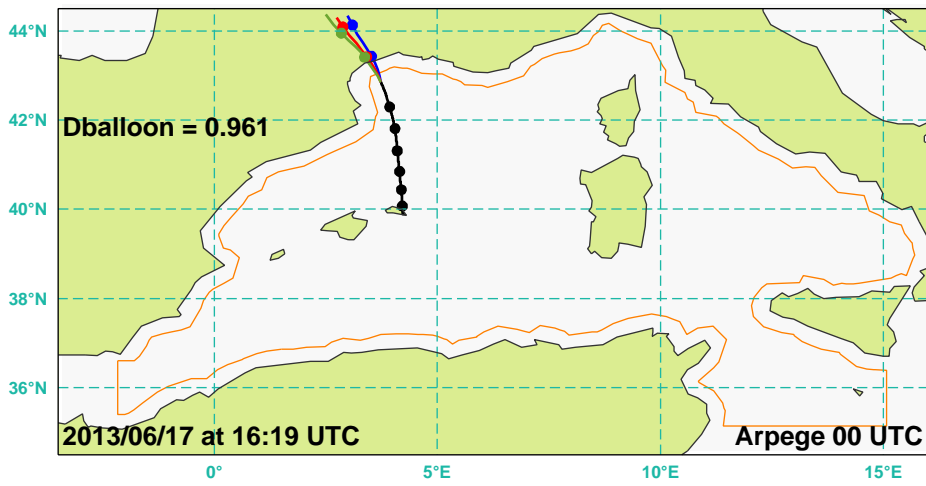 44°N
42°N
Dballoon = 0.961
40°N
38°N
36°N
2013/06/17 at 16:19 UTC
Arpege 00 UTC
0°
5°E
10°E
15°E